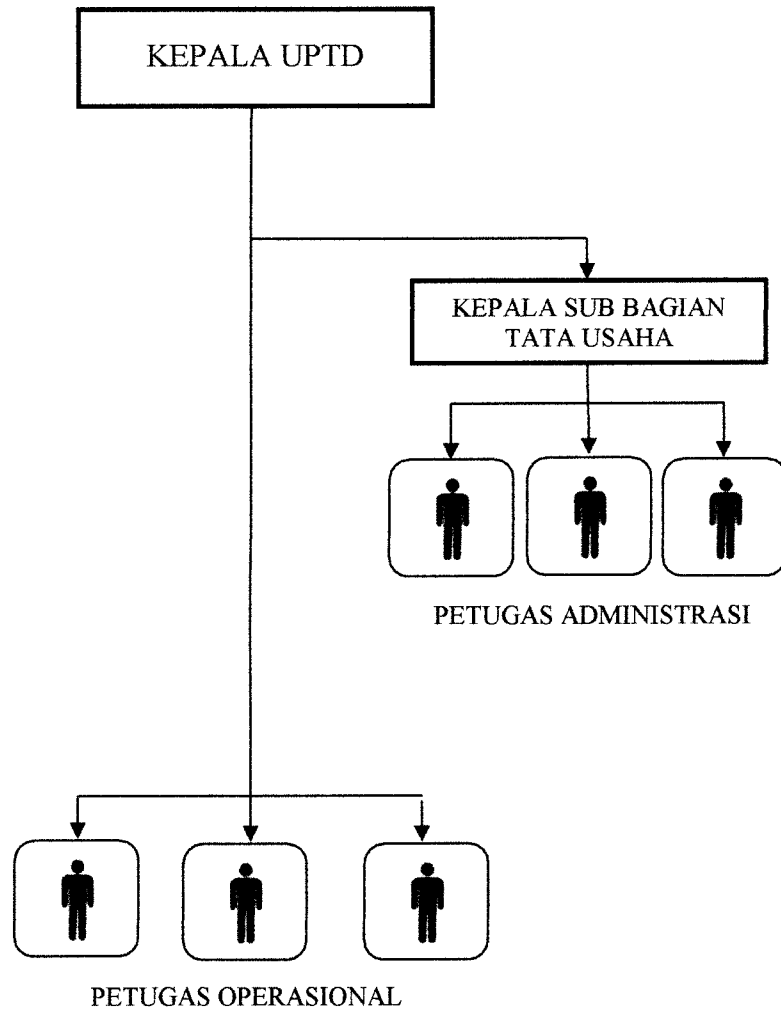 KEPALA UPTD
KEPALA SUB BAGIAN
TATA USAHA
PETUGAS ADMINISTRASI
PETUGAS OPERASIONAL